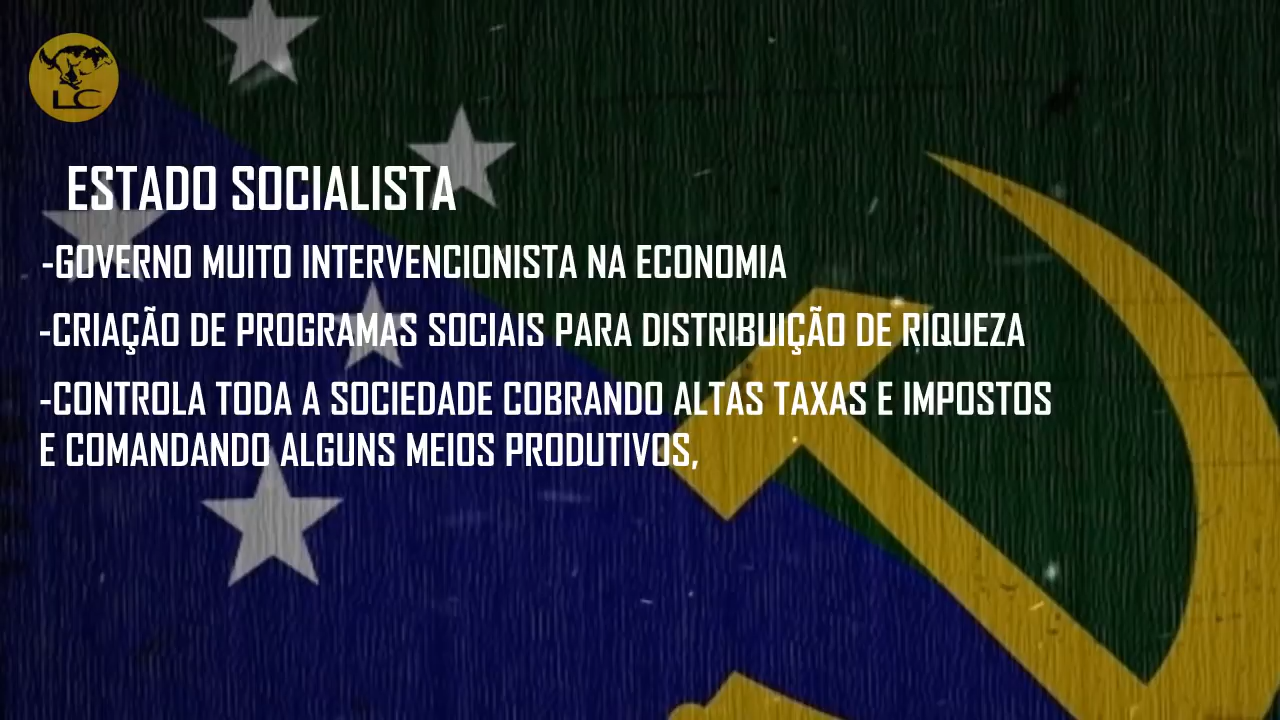 LC
ESTADO SOCIALISTA
-GOVERNO MUITO INTERVENCIONISTA NA ECONOMIA
-CRIAÇÃO DE PROGRAMAS SOCIAIS PARA DISTRIBUIÇÃO DE RIQUEZA
-CONTROLA TODA A SOCIEDADE COBRANDO ALTAS TAXAS E IMPOSTOS
E COMANDANDO ALGUNS MEIOS PRODUTIVOS,